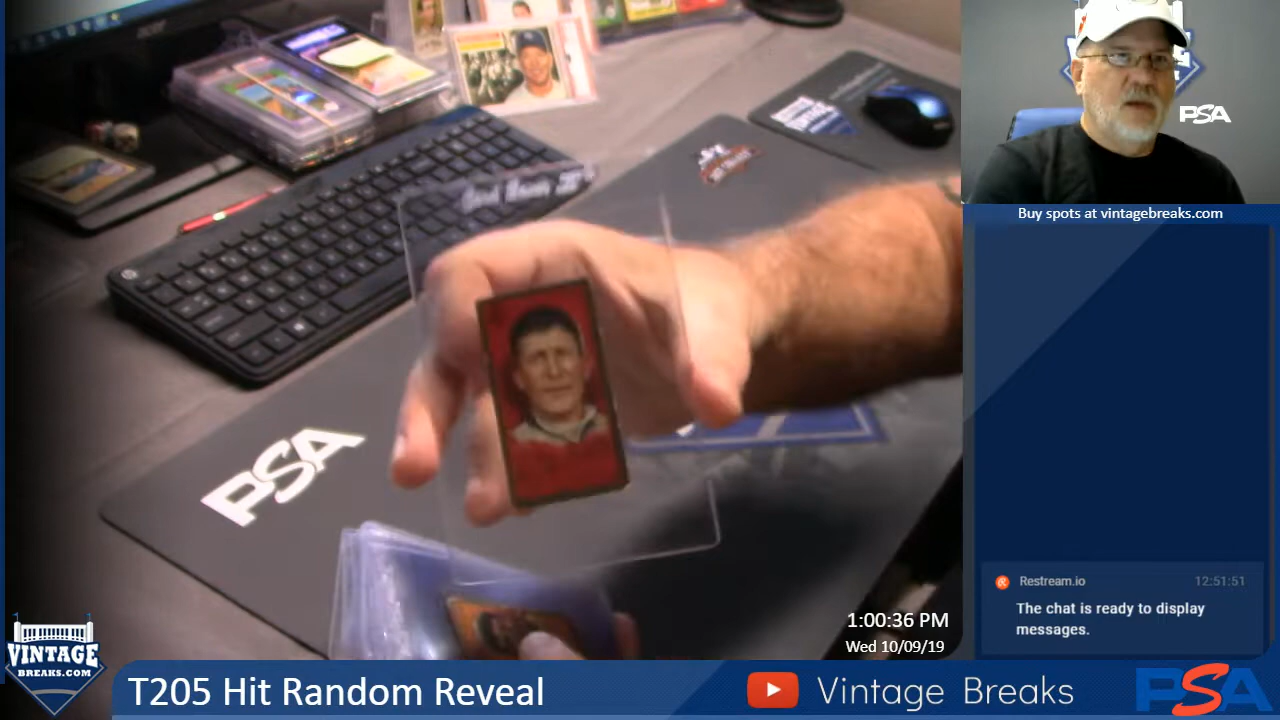 PSA
Buy spots at vintagebreaks.com
PSA
Restream.io 12:51:51
The chat is ready to display
messages.
1:00:36 PM
Wed 10/09/19
VINTAGE
BREAKS.COM
T205 Hit Random Reveal
Vintage Breaks
PSA